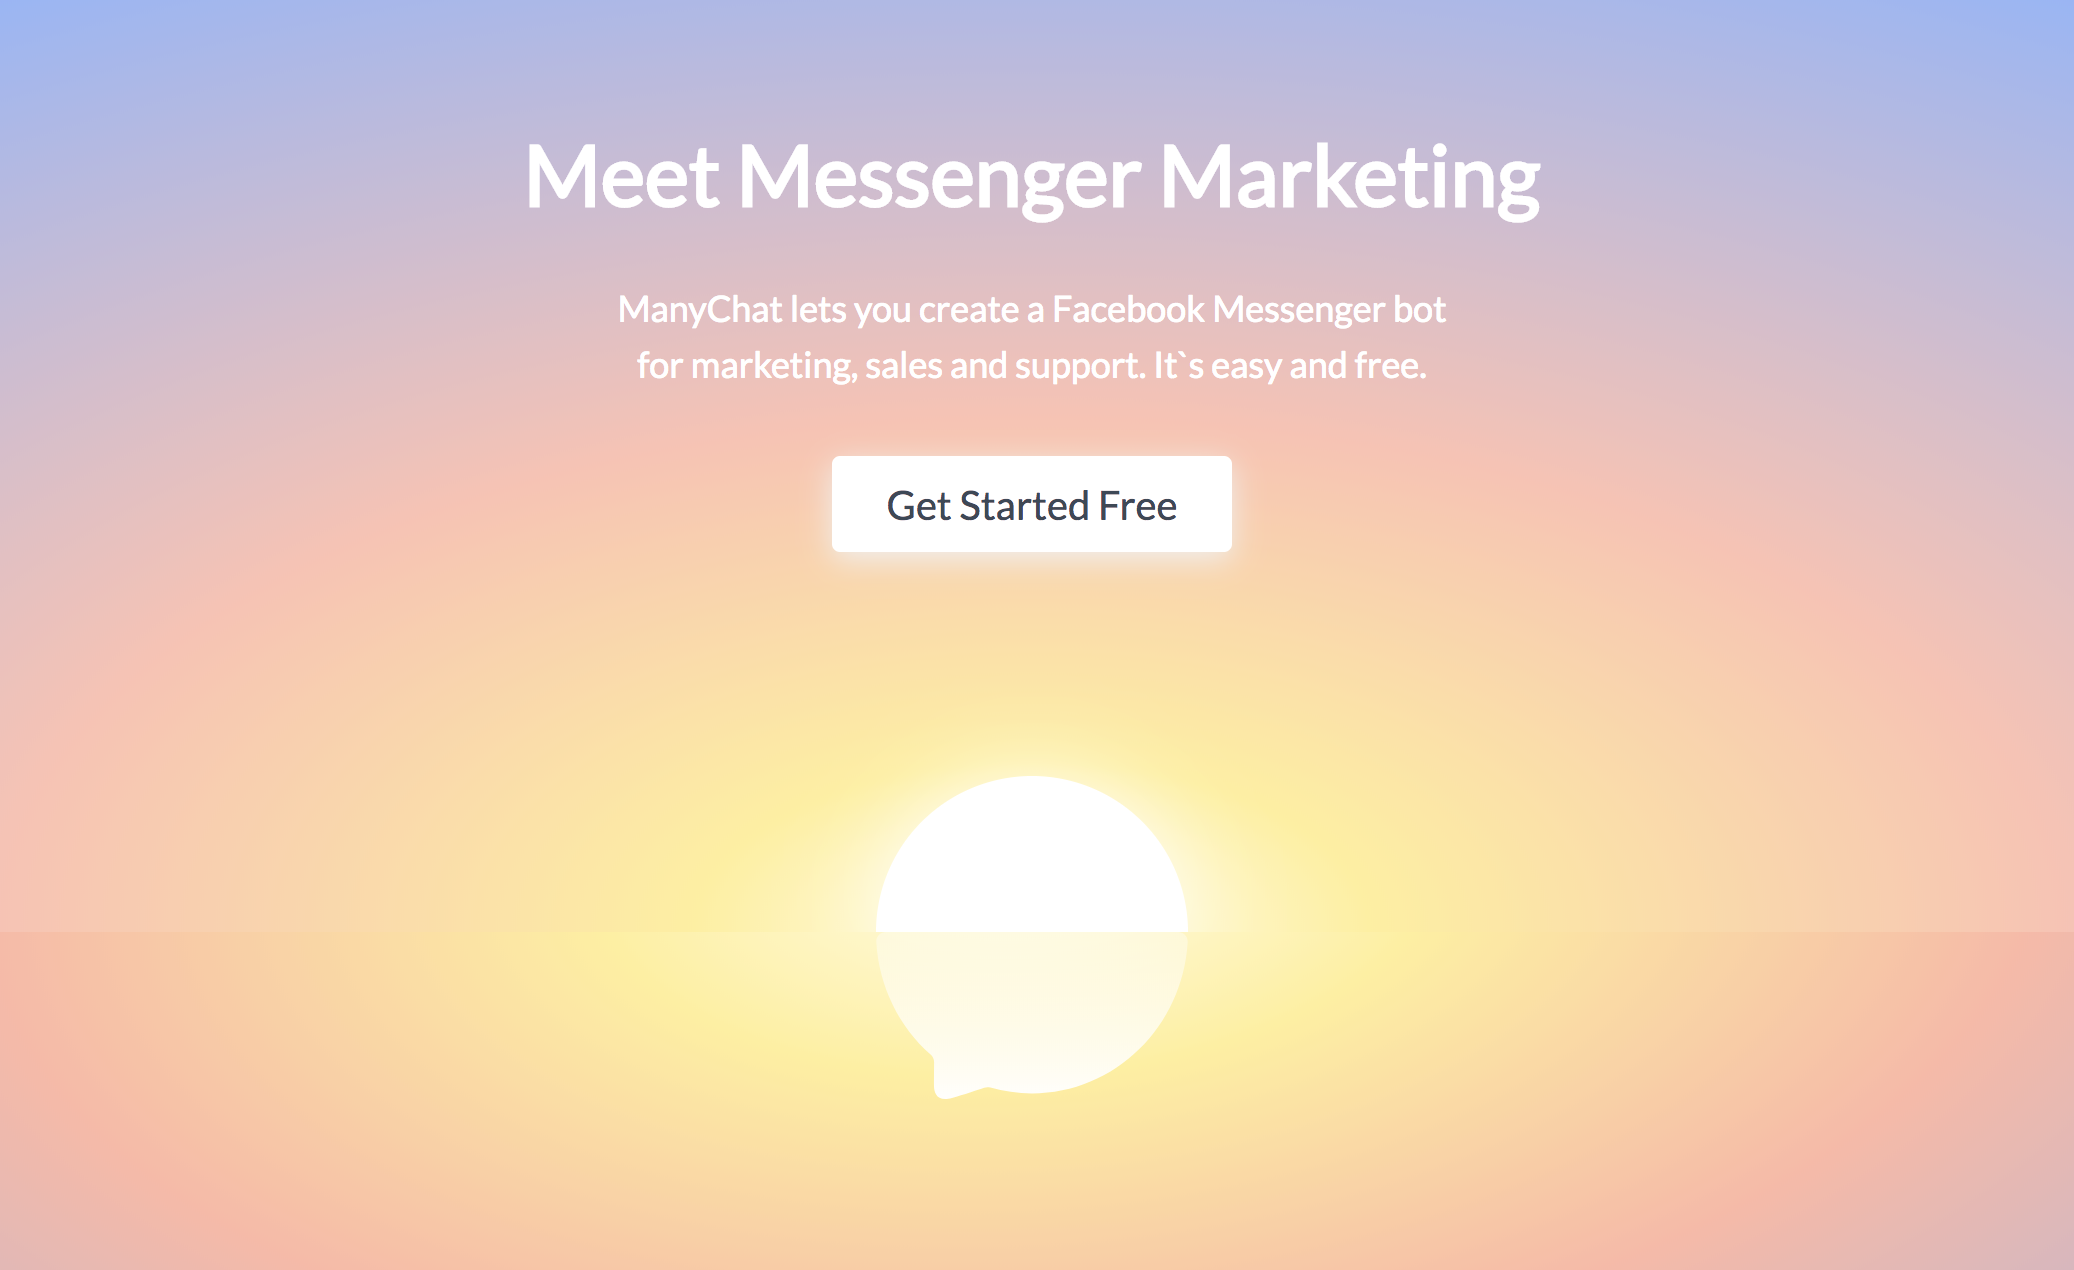 Meet Messenger Marketing
ManyChat lets you create a Facebook Messenger bot
for marketing, sales and support. It`s easy and free.
Get Started Free